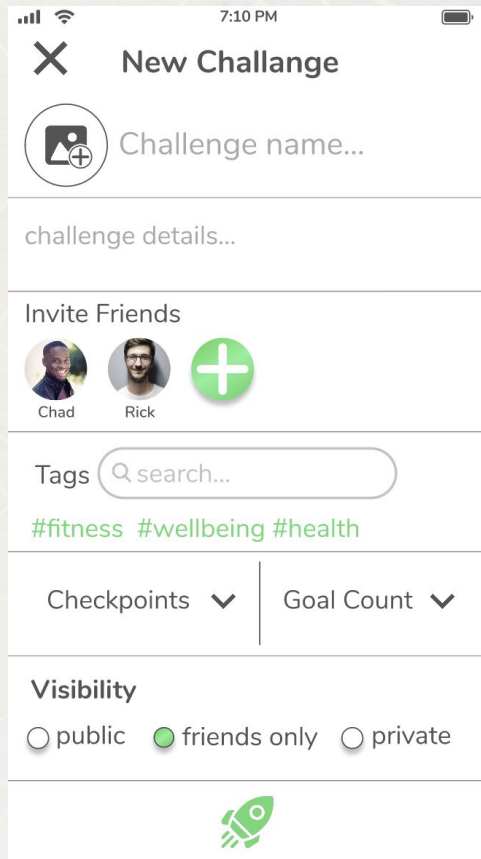 7:10 PM
New Challange
Challenge name...
challenge details...
Invite Friends
Chad Rick
Tags search...
#fitness #wellbeing #health
Checkpoints Goal Count
Visibility
public friends only private